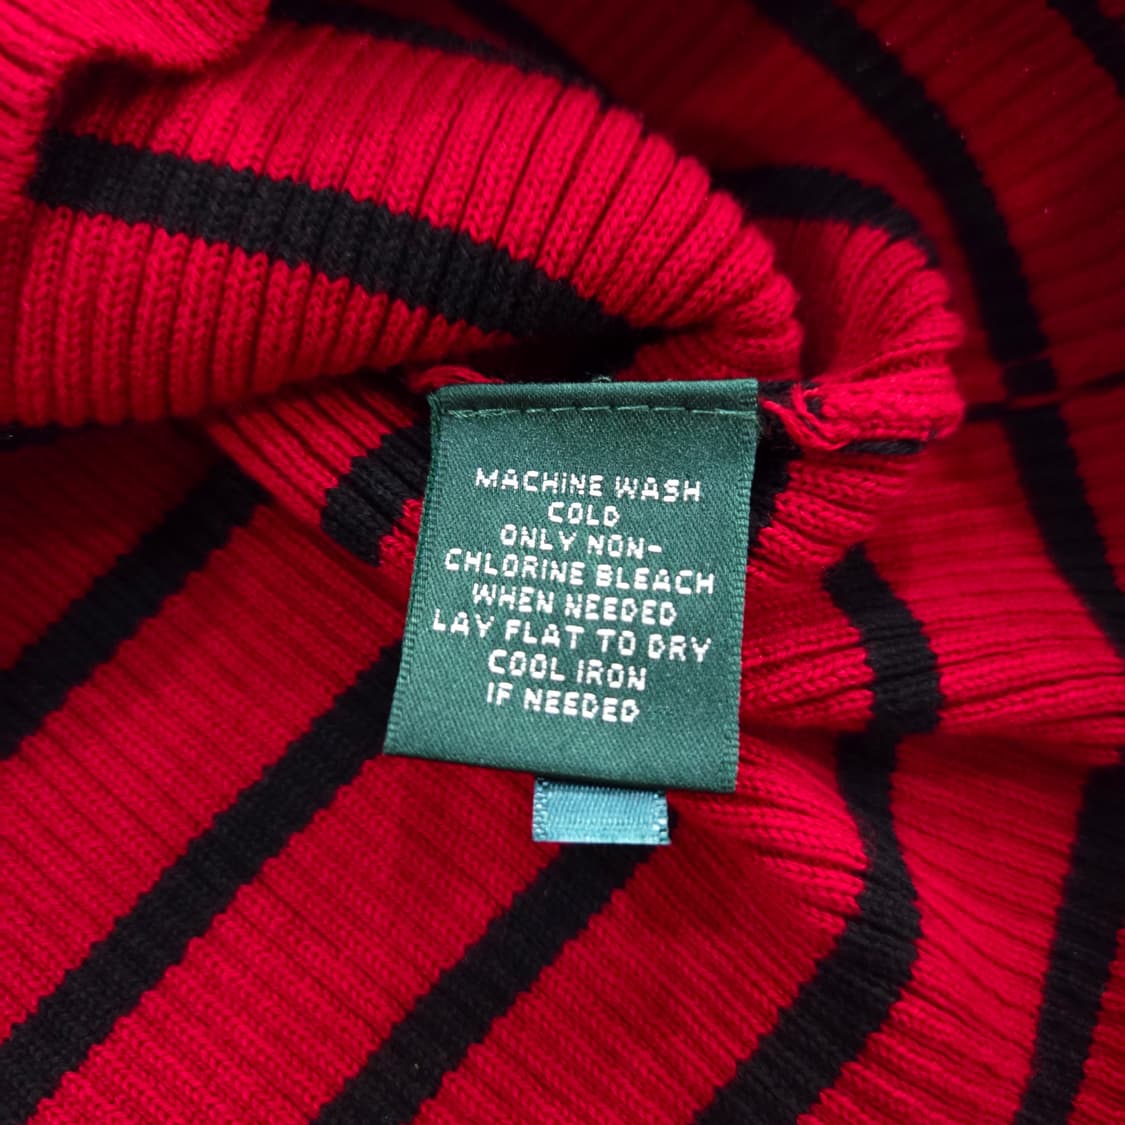 MACHINE WASH
COLD
ONLY NON-
CHLORINE BLEACH
WHEN NEEDED
LAY FLAT TO DRY
COOL IRON
IF NEEDED